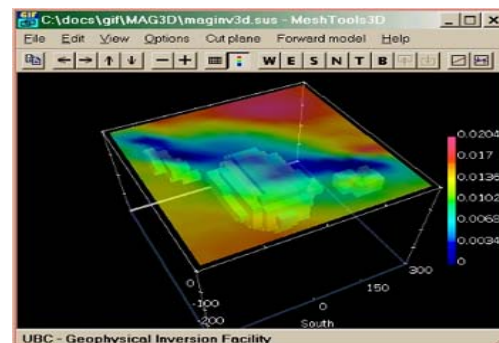 GIF C:\docs\gif\MAG3D\maginv3d.sus - MeshTools3D
File Edit View Options Cut plane Forward model Help
W E S N T B
0.0204
0.017
0.0136
0.0102
0.0068
0.0034
0
0
-100
-200
0
150
300
South
UBC - Geophysical Inversion Facility